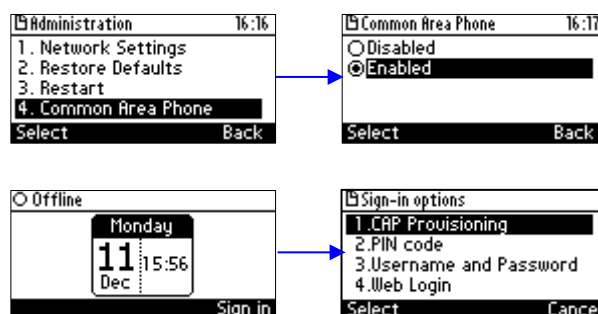 Administration 16:16
1. Network Settings
2. Restore Defaults
3. Restart
4. Common Area Phone
Select Back
Common Area Phone 16:17
Disabled
Enabled
Select Back
Offline
Monday
11 15:56
Dec
Sign in
Sign-in options
1.CAP Provisioning
2.PIN code
3.Username and Password
4.Web Login
Select Cancel